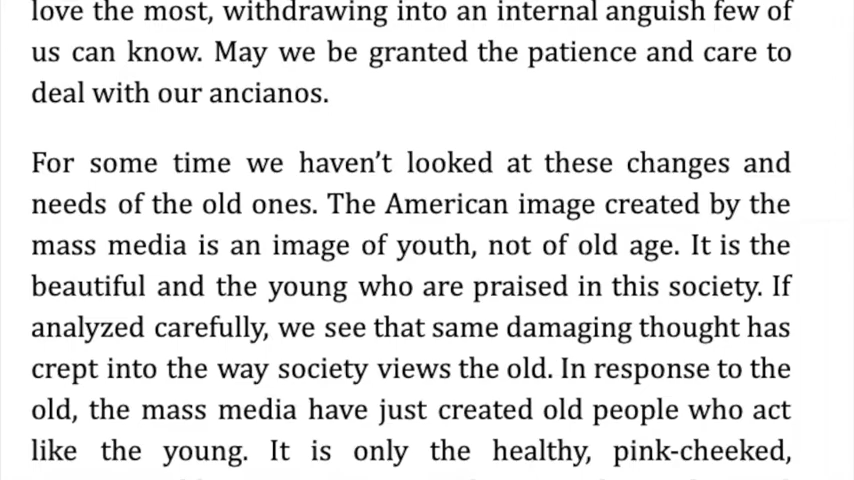 love the most, withdrawing into an internal anguish few of
us can know. May we be granted the patience and care to
deal with our ancianos.
For some time we haven’t looked at these changes and
needs of the old ones. The American image created by the
mass media is an image of youth, not of old age. It is the
beautiful and the young who are praised in this society. If
analyzed carefully, we see that same damaging thought has
crept into the way society views the old. In response to the
old, the mass media have just created old people who act
like the young. It is only the healthy, pink-cheeked,